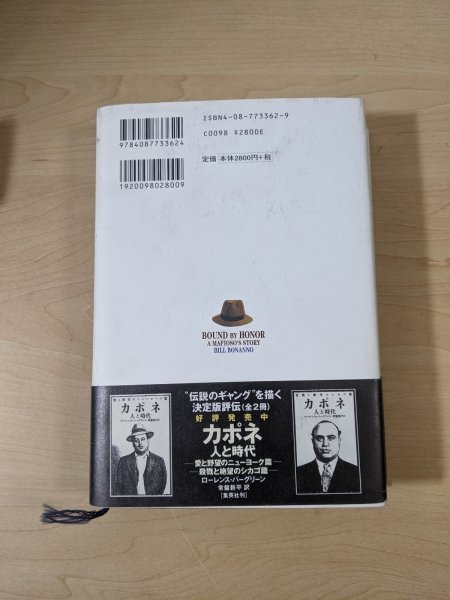 ISBN4-08-773362-9
C0098 ¥2800E
定価 本体2800円+税
9784087733624
1920098028009
BOUND BY HONOR
A MAFIOSO'S STORY
BILL BONANNO
"伝説のギャング"を描く
決定版評伝(全2冊)
好評発売中
カポネ
人と時代
愛と野望のニューヨーク篇
殺戮と絶望のシカゴ篇
ローレンス・バーグリーン
常盤新平 訳
[集英社刊]
カポネ
人と時代
カポネ
人と時代